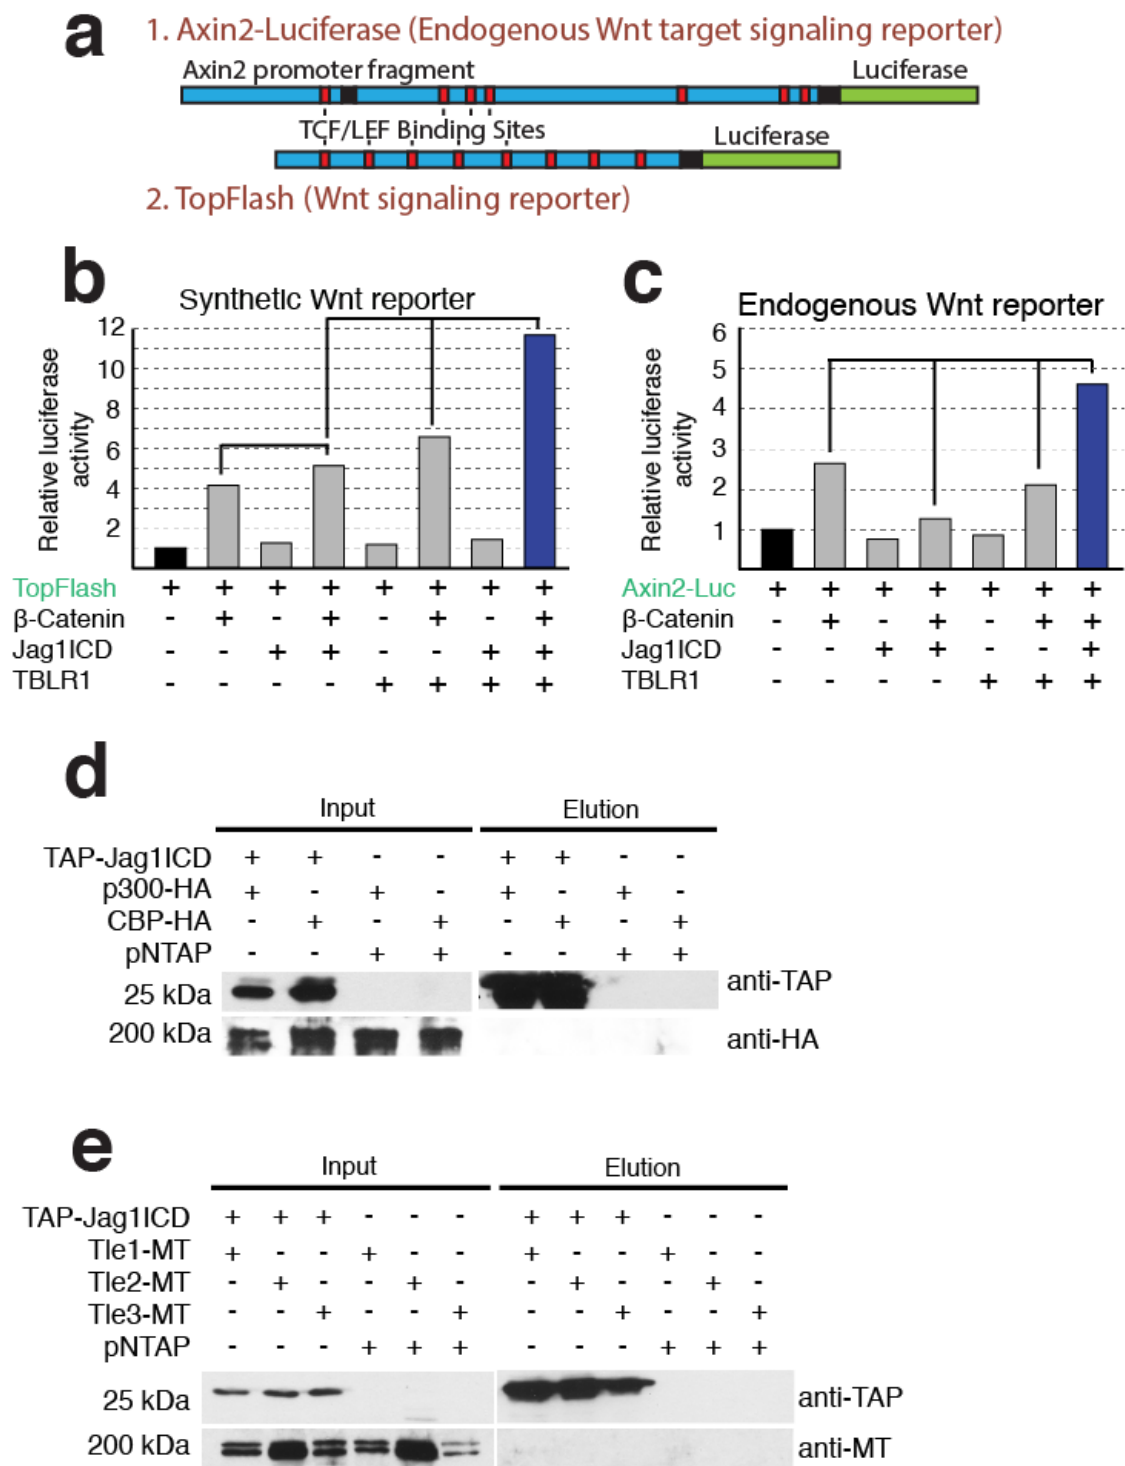 a
1. Axin2-Luciferase (Endogenous Wnt target signaling reporter)
Axin2 promoter fragment Luciferase
TCF/LEF Binding Sites
Luciferase
2. TopFlash (Wnt signaling reporter)
b
Synthetic Wnt reporter
Relative luciferase activity
12
10
8
6
4
2
TopFlash + + + + + + + +
β-Catenin - + - + - + - +
Jag1ICD - - + + - - + +
TBLR1 - - - - + + + +
c
Endogenous Wnt reporter
Relative luciferase activity
6
5
4
3
2
1
Axin2-Luc + + + + + + +
β-Catenin - + - + - + +
Jag1ICD - - + + - - +
TBLR1 - - - - + + +
d
Input Elution
TAP-Jag1ICD + + - - + + - -
p300-HA + - + - + - + -
CBP-HA - + - + - + - +
pNTAP - - + + - - + +
25 kDa anti-TAP
200 kDa anti-HA
e
Input Elution
TAP-Jag1ICD + + + - - - + + + - - -
Tle1-MT + - - + - - + - - + - -
Tle2-MT - + - - + - - + - - + -
Tle3-MT - - + - - + - - + - - +
pNTAP - - - + + + - - - + + +
25 kDa anti-TAP
200 kDa anti-MT